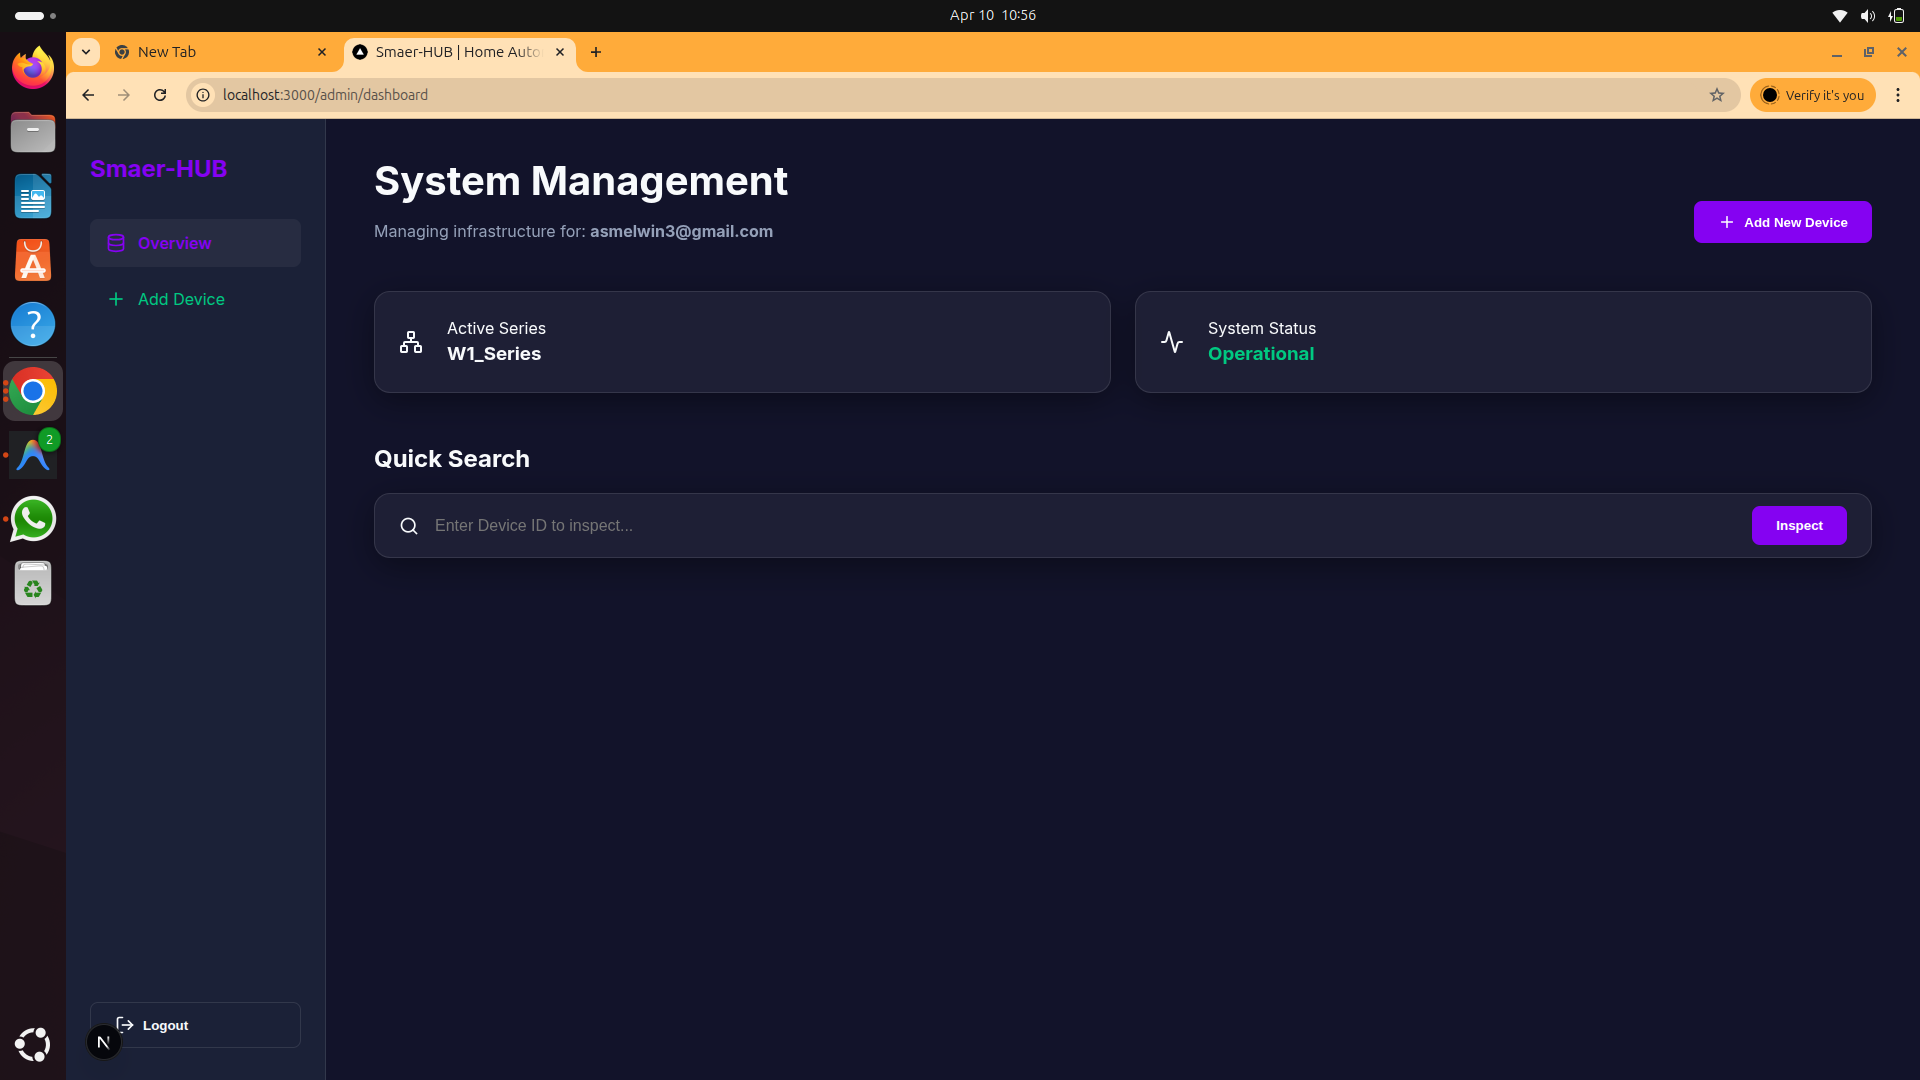 Apr 10 10:56
New Tab
Smaer-HUB | Home Auto
localhost:3000/admin/dashboard
Verify it's you
2
Smaer-HUB
Overview
Add Device
System Management
Managing infrastructure for: asmelwin3@gmail.com
Add New Device
Active Series
W1_Series
System Status
Operational
Quick Search
Enter Device ID to inspect...
Inspect
Logout
N